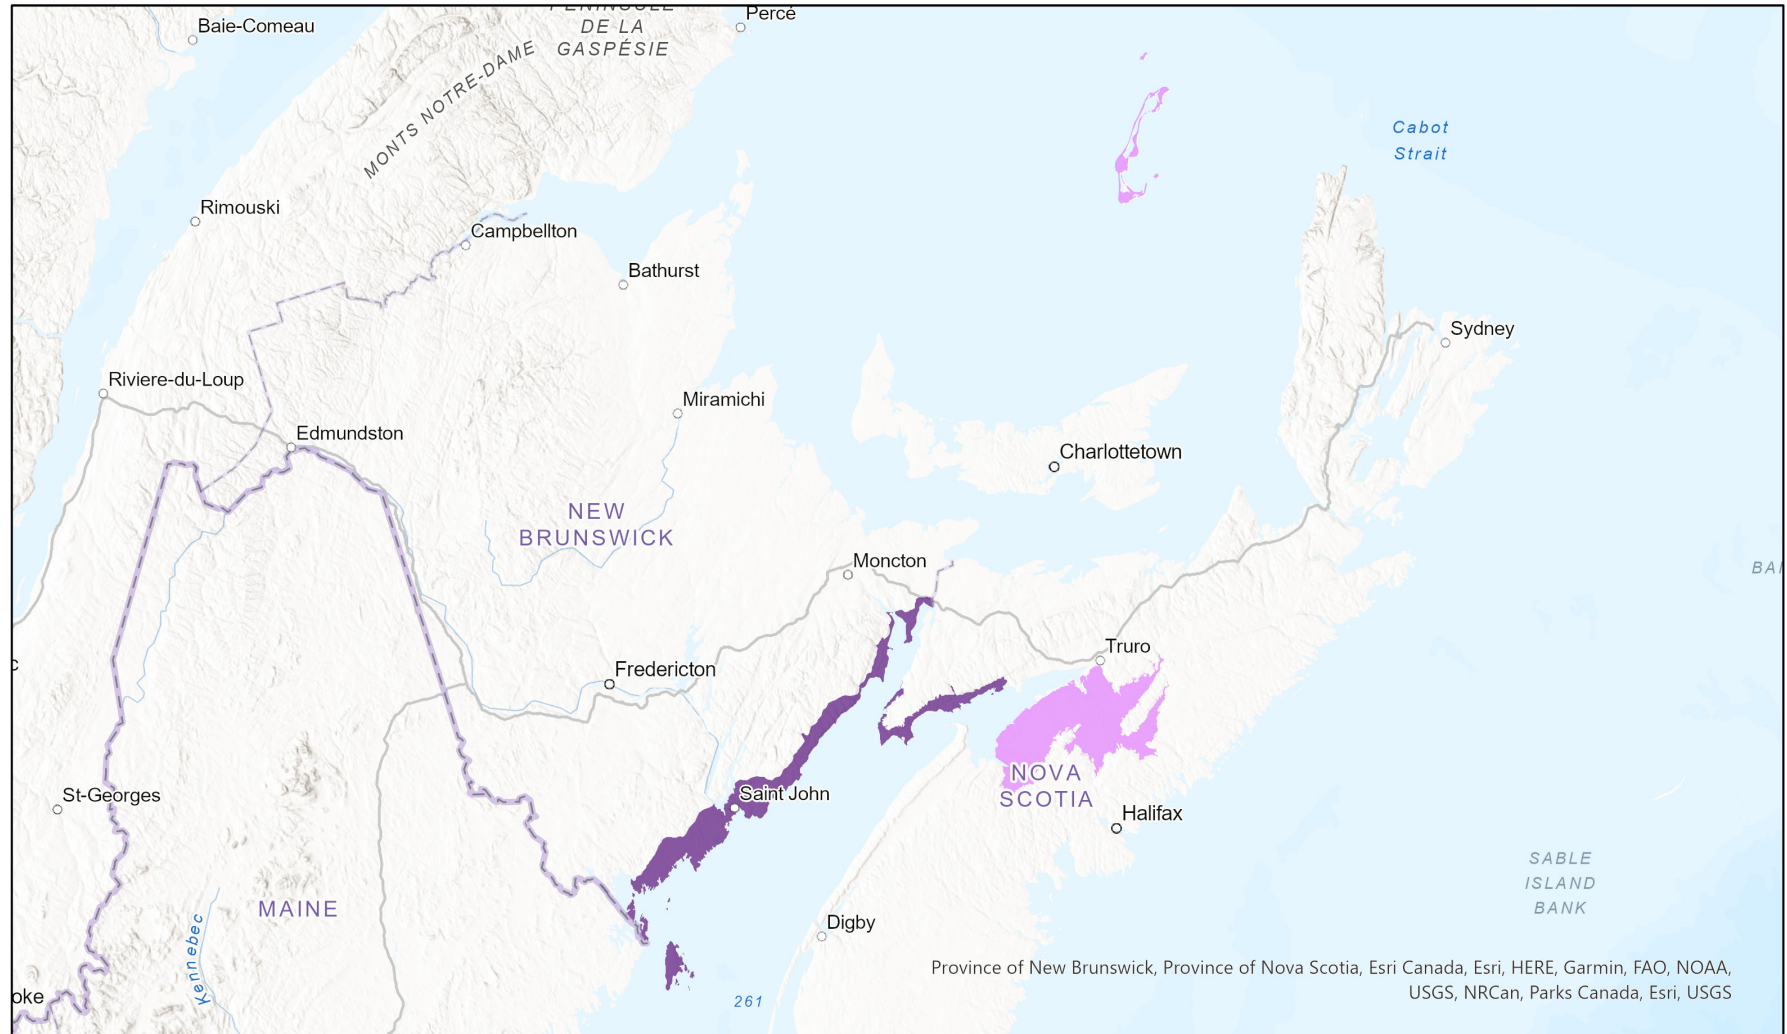 PÉNINSULE
DE LA
GASPÉSIE
Percé
Baie-Comeau
MONTS NOTRE-DAME
Cabot
Strait
Rimouski
Campbellton
Bathurst
Sydney
Riviere-du-Loup
Miramichi
Edmundston
Charlottetown
NEW
BRUNSWICK
Moncton
Truro
Fredericton
NOVA
SCOTIA
St-Georges
Saint John
Halifax
SABLE
ISLAND
BANK
MAINE
Kennebec
Digby
261
oke
Province of New Brunswick, Province of Nova Scotia, Esri Canada, Esri, HERE, Garmin, FAO, NOAA,
USGS, NRCan, Parks Canada, Esri, USGS